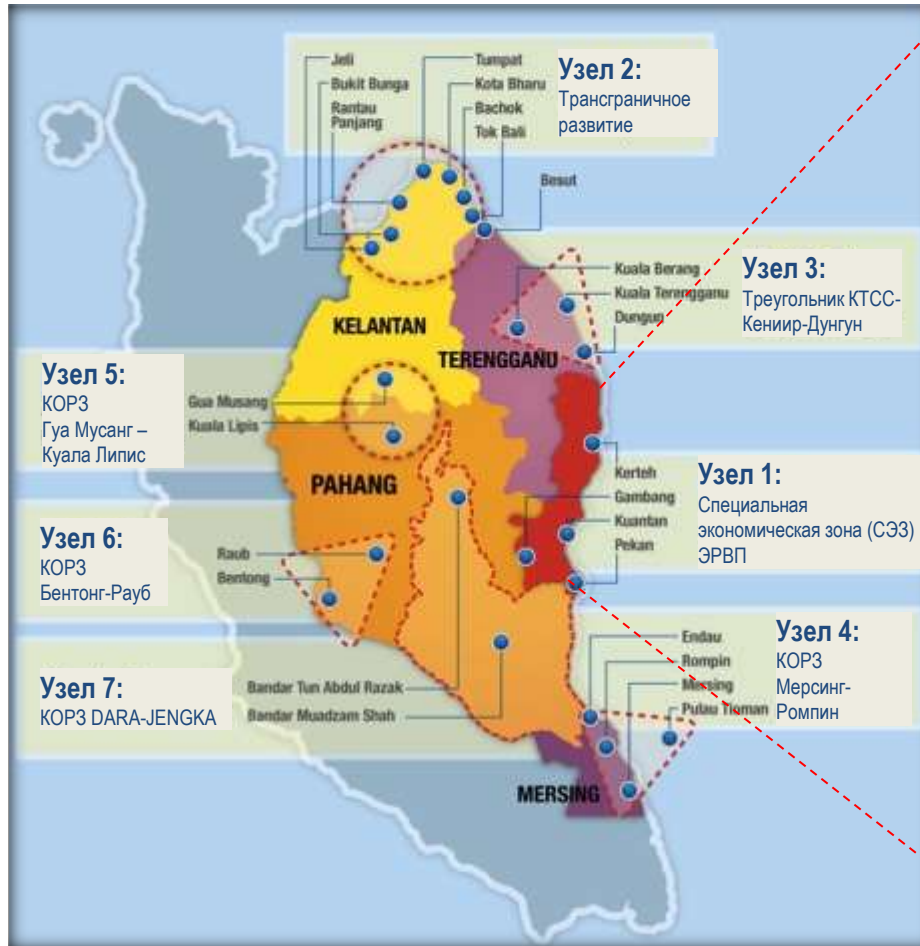 Jeli
Bukit Bunga
Rantau
Panjang
Tumpat
Kota Bharu
Bachok
Tok Bali
Узел 2:
Трансграничное
развитие
Besut
Kuala Berang
Kuala Terengganu
Dungun
Узел 3:
Треугольник КТСС-
Кениир-Дунгун
KELANTAN
TERENGGANU
Узел 5:
КОРЗ
Гуа Мусанг –
Куала Липис
Gua Musang
Kuala Lipis
PAHANG
Kerteh
Gambang
Kuantan
Pekan
Узел 1:
Специальная
экономическая зона (СЭЗ)
ЭРВП
Узел 6:
КОРЗ
Бентонг-Рауб
Raub
Bentong
Endau
Rompin
Mersing
Pulau Tioman
Узел 4:
КОРЗ
Мерсинг-
Ромпин
Узел 7:
КОРЗ DARA-JENGKA
Bandar Tun Abdul Razak
Bandar Muadzam Shah
MERSING